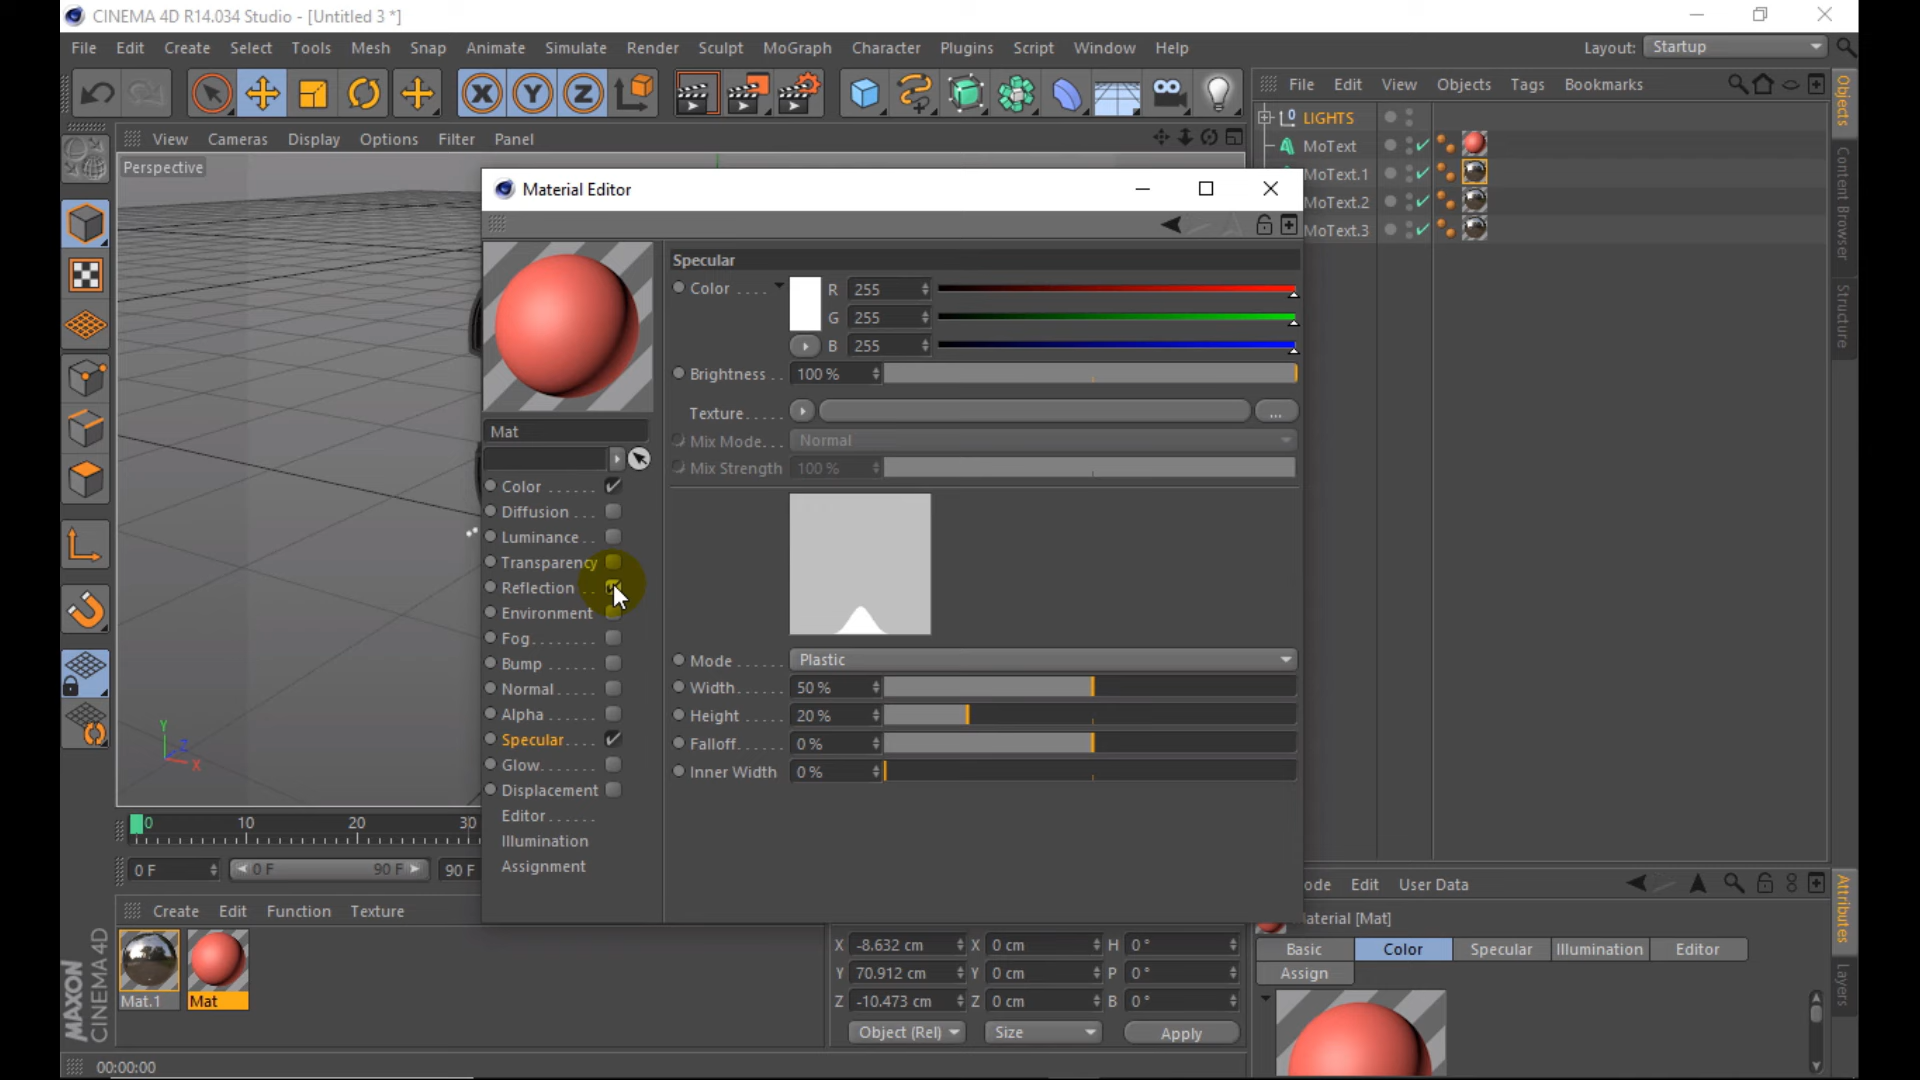 CINEMA 4D R14.034 Studio - [Untitled 3 *]
File Edit Create Select Tools Mesh Snap Animate Simulate Render Sculpt MoGraph Character Plugins Script Window Help Layout: Startup
File Edit View Objects Tags Bookmarks
View Cameras Display Options Filter Panel
Perspective
LIGHTS
MoText
MoText.1
MoText.2
MoText.3
Objects
Content Browser
Structure
Material Editor
Mat
Color
Diffusion
Luminance
Transparency
Reflection
Environment
Fog
Bump
Normal
Alpha
Specular
Glow
Displacement
Editor
Illumination
Assignment
Specular
Color R 255
G 255
B 255
Brightness 100 %
Texture ...
Mix Mode Normal
Mix Strength 100 %
Mode Plastic
Width 50 %
Height 20 %
Falloff 0 %
Inner Width 0 %
Y
Z
X
0 10 20 30
0 F 0 F 90 F 90 F
Create Edit Function Texture
Mat.1 Mat
MAXON
CINEMA 4D
X -8.632 cm X 0 cm H 0 °
Y 70.912 cm Y 0 cm P 0 °
Z -10.473 cm Z 0 cm B 0 °
Object (Rel) Size Apply
ode Edit User Data
aterial [Mat]
Basic Color Specular Illumination Editor
Assign
Attributes
Layers
00:00:00